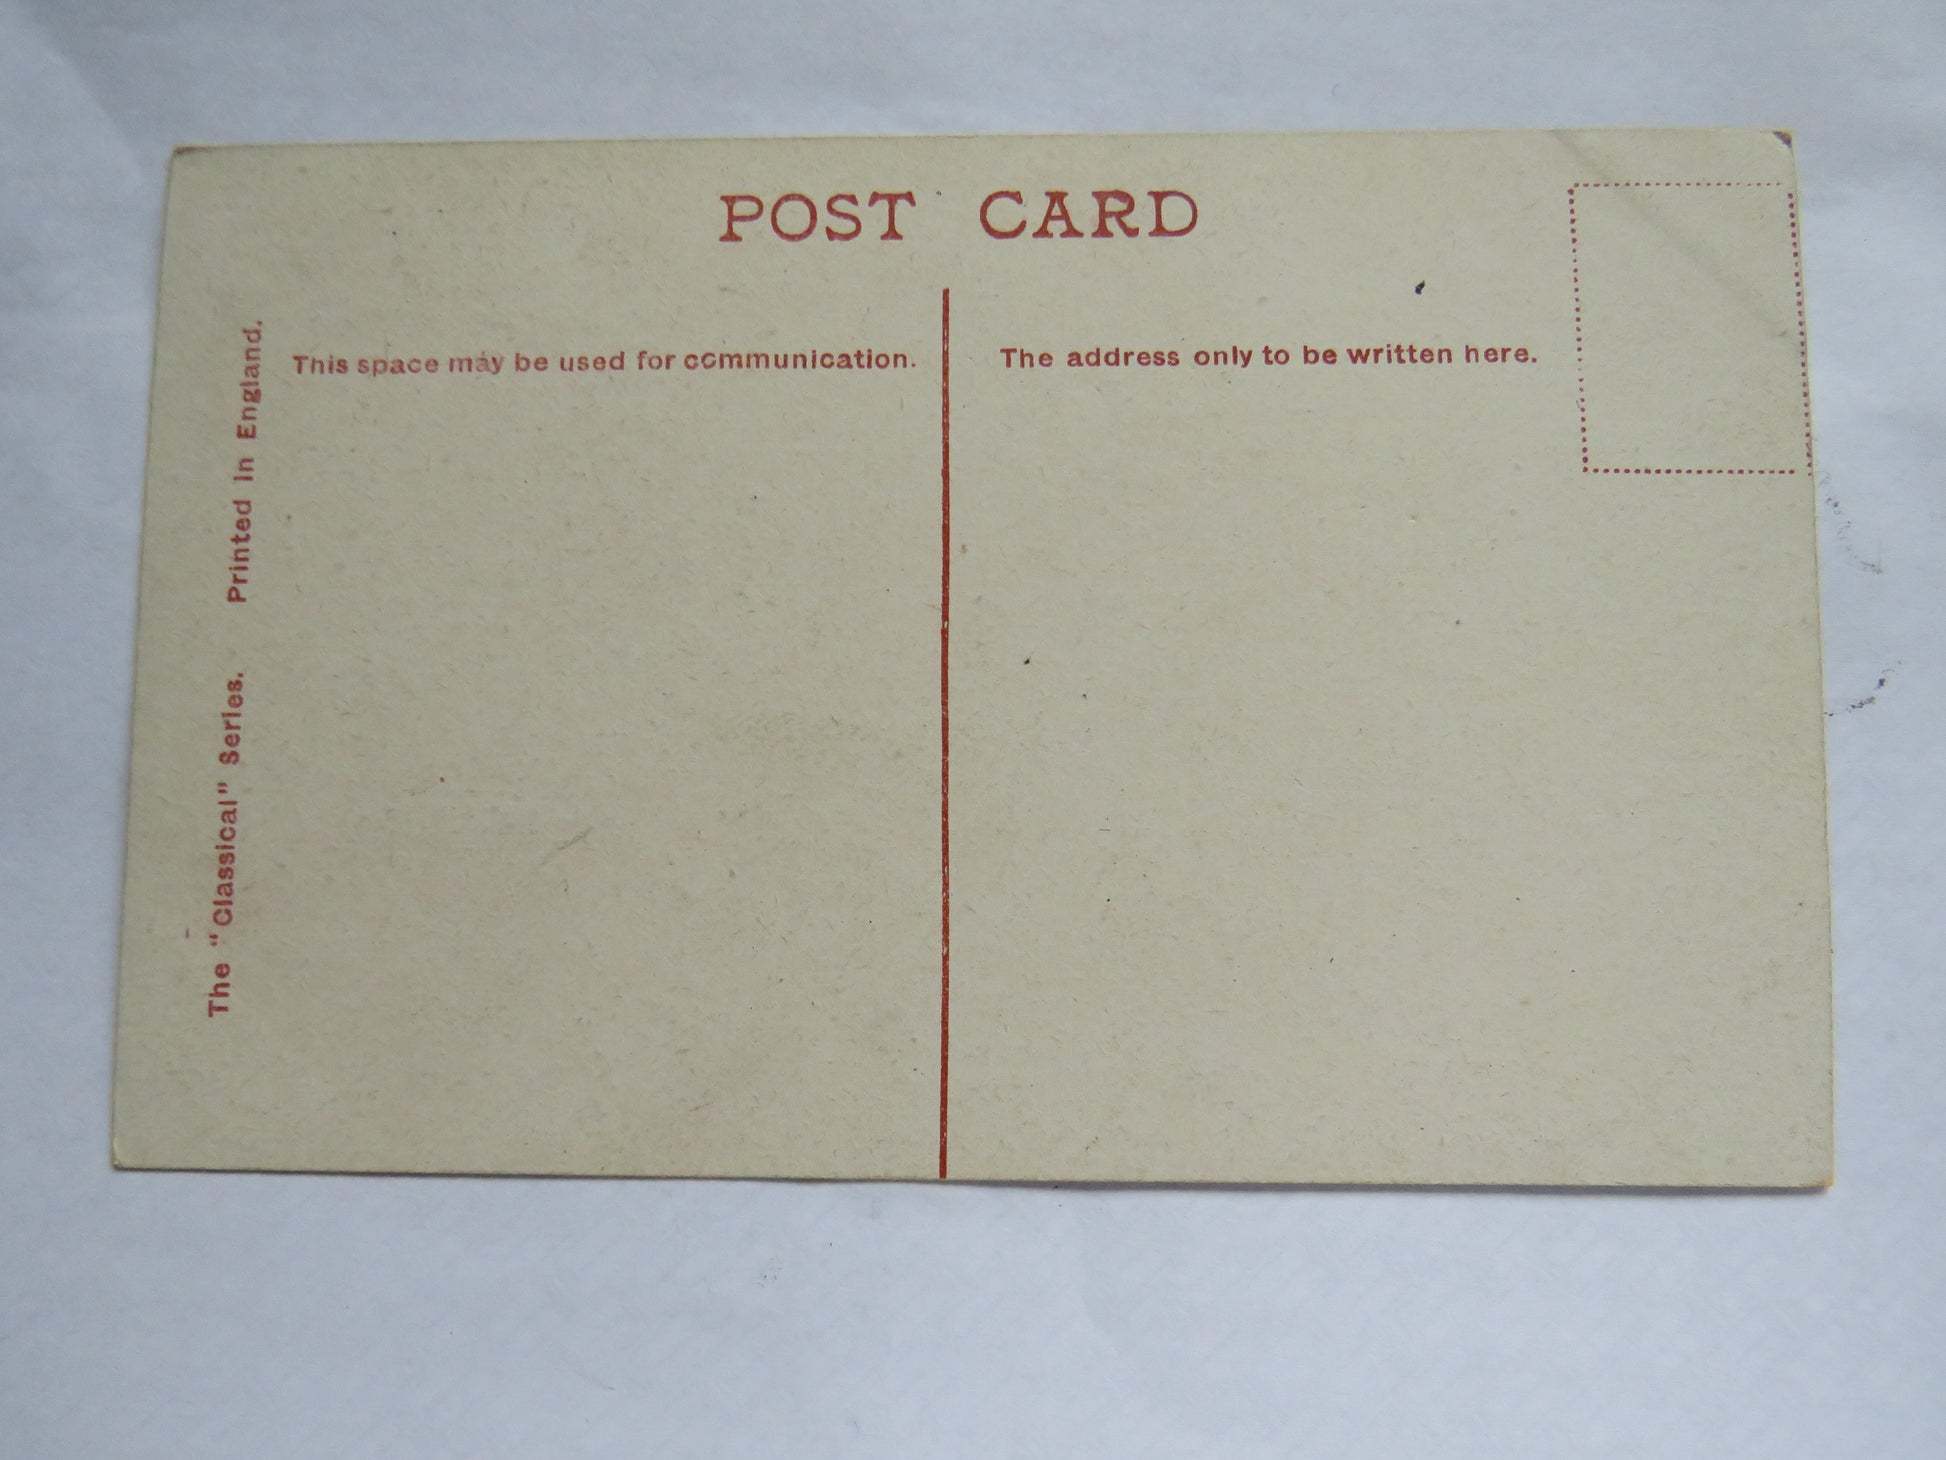 POST CARD
This space may be used for communication.
The address only to be written here.
The "Classical" Series. Printed in England.